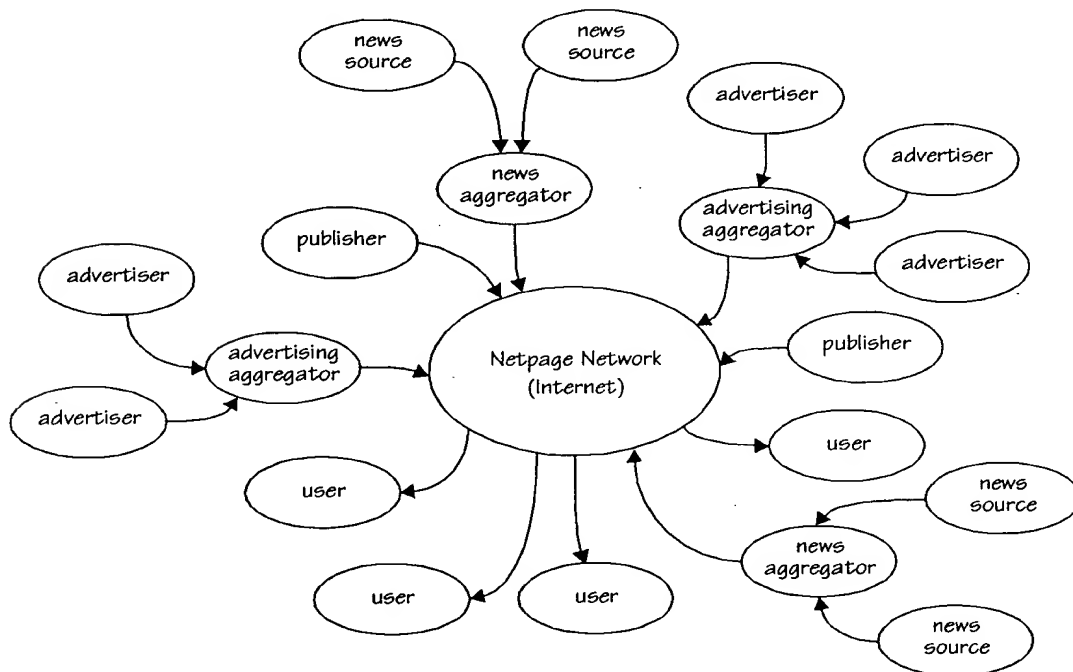 news
source
news
source
advertiser
advertiser
news
aggregator
advertising
aggregator
publisher
advertiser
advertiser
publisher
advertising
aggregator
Netpage Network
(Internet)
advertiser
user
user
news
source
news
aggregator
user
user
news
source